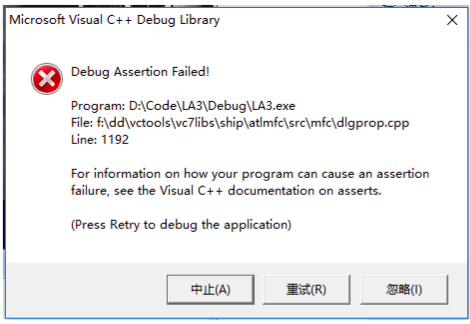 Microsoft Visual C++ Debug Library
Debug Assertion Failed!
Program: D:\Code\LA3\Debug\LA3.exe
File: f:\dd\vctools\vc7libs\ship\atlmfc\src\mfc\dlgprop.cpp
Line: 1192
For information on how your program can cause an assertion
failure, see the Visual C++ documentation on asserts.
(Press Retry to debug the application)
中止(A)
重试(R)
忽略(I)